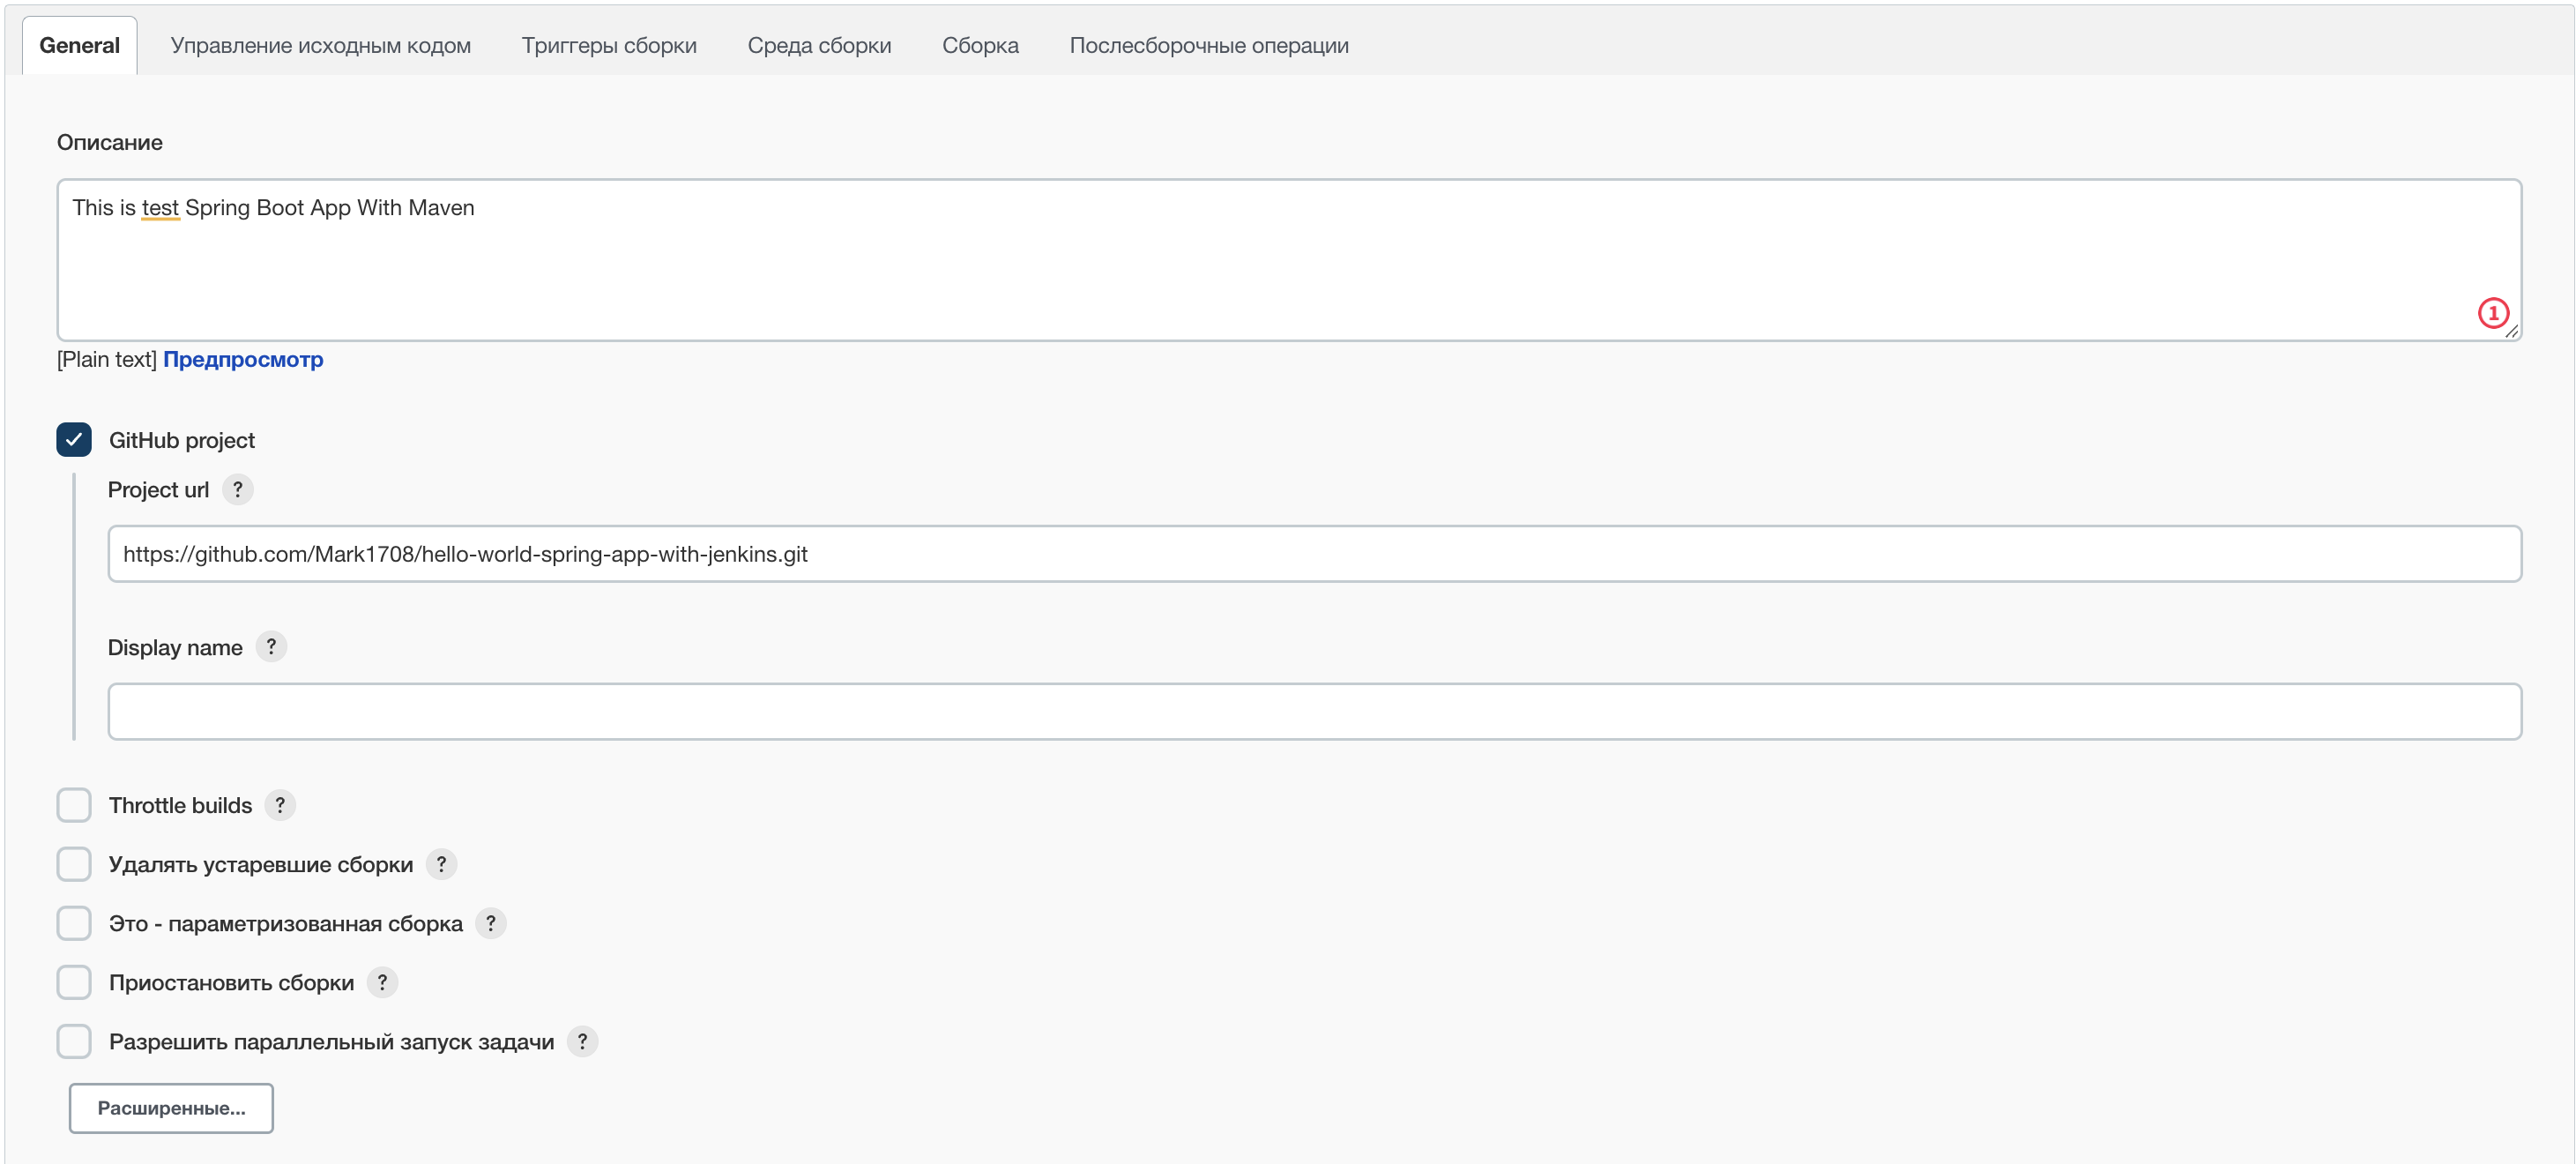 General Управление исходным кодом Триггеры сборки Среда сборки Сборка Послесборочные операции
Описание
This is test Spring Boot App With Maven
1
[Plain text] Предпросмотр
GitHub project
Project url ?
https://github.com/Mark1708/hello-world-spring-app-with-jenkins.git
Display name ?
Throttle builds ?
Удалять устаревшие сборки ?
Это - параметризованная сборка ?
Приостановить сборки ?
Разрешить параллельный запуск задачи ?
Расширенные...